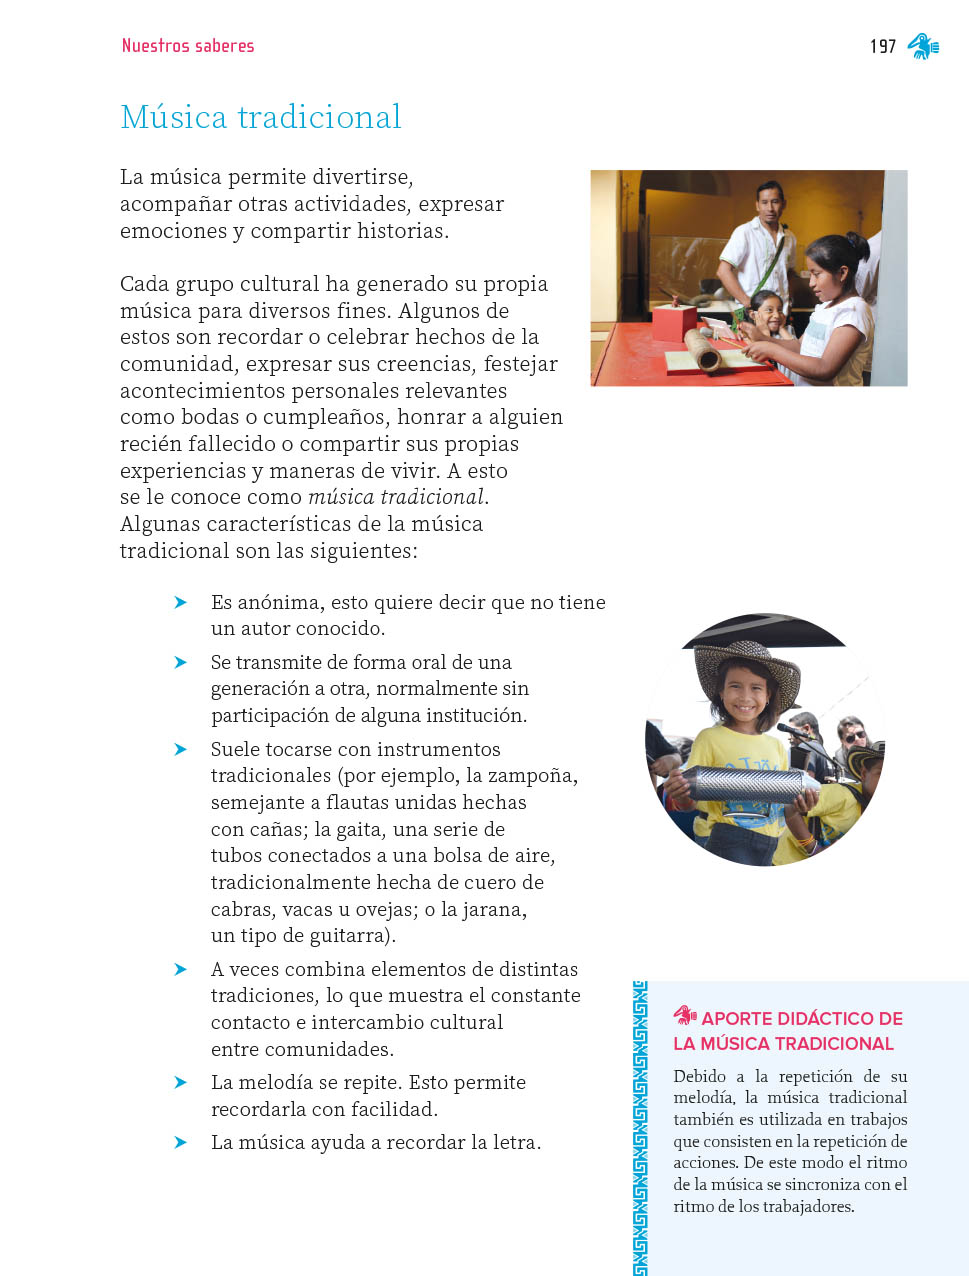 Nuestros saberes
197
Música tradicional
La música permite divertirse,
acompañar otras actividades, expresar
emociones y compartir historias.
Cada grupo cultural ha generado su propia
música para diversos fines. Algunos de
estos son recordar o celebrar hechos de la
comunidad, expresar sus creencias, festejar
acontecimientos personales relevantes
como bodas o cumpleaños, honrar a alguien
recién fallecido o compartir sus propias
experiencias y maneras de vivir. A esto
se le conoce como música tradicional.
Algunas características de la música
tradicional son las siguientes:
Es anónima, esto quiere decir que no tiene
un autor conocido.
Se transmite de forma oral de una
generación a otra, normalmente sin
participación de alguna institución.
Suele tocarse con instrumentos
tradicionales (por ejemplo, la zampoña,
semejante a flautas unidas hechas
con cañas; la gaita, una serie de
tubos conectados a una bolsa de aire,
tradicionalmente hecha de cuero de
cabras, vacas u ovejas; o la jarana,
un tipo de guitarra).
A veces combina elementos de distintas
tradiciones, lo que muestra el constante
contacto e intercambio cultural
entre comunidades.
La melodía se repite. Esto permite
recordarla con facilidad.
La música ayuda a recordar la letra.
APORTE DIDÁCTICO DE
LA MÚSICA TRADICIONAL
Debido a la repetición de su
melodía, la música tradicional
también es utilizada en trabajos
que consisten en la repetición de
acciones. De este modo el ritmo
de la música se sincroniza con el
ritmo de los trabajadores.